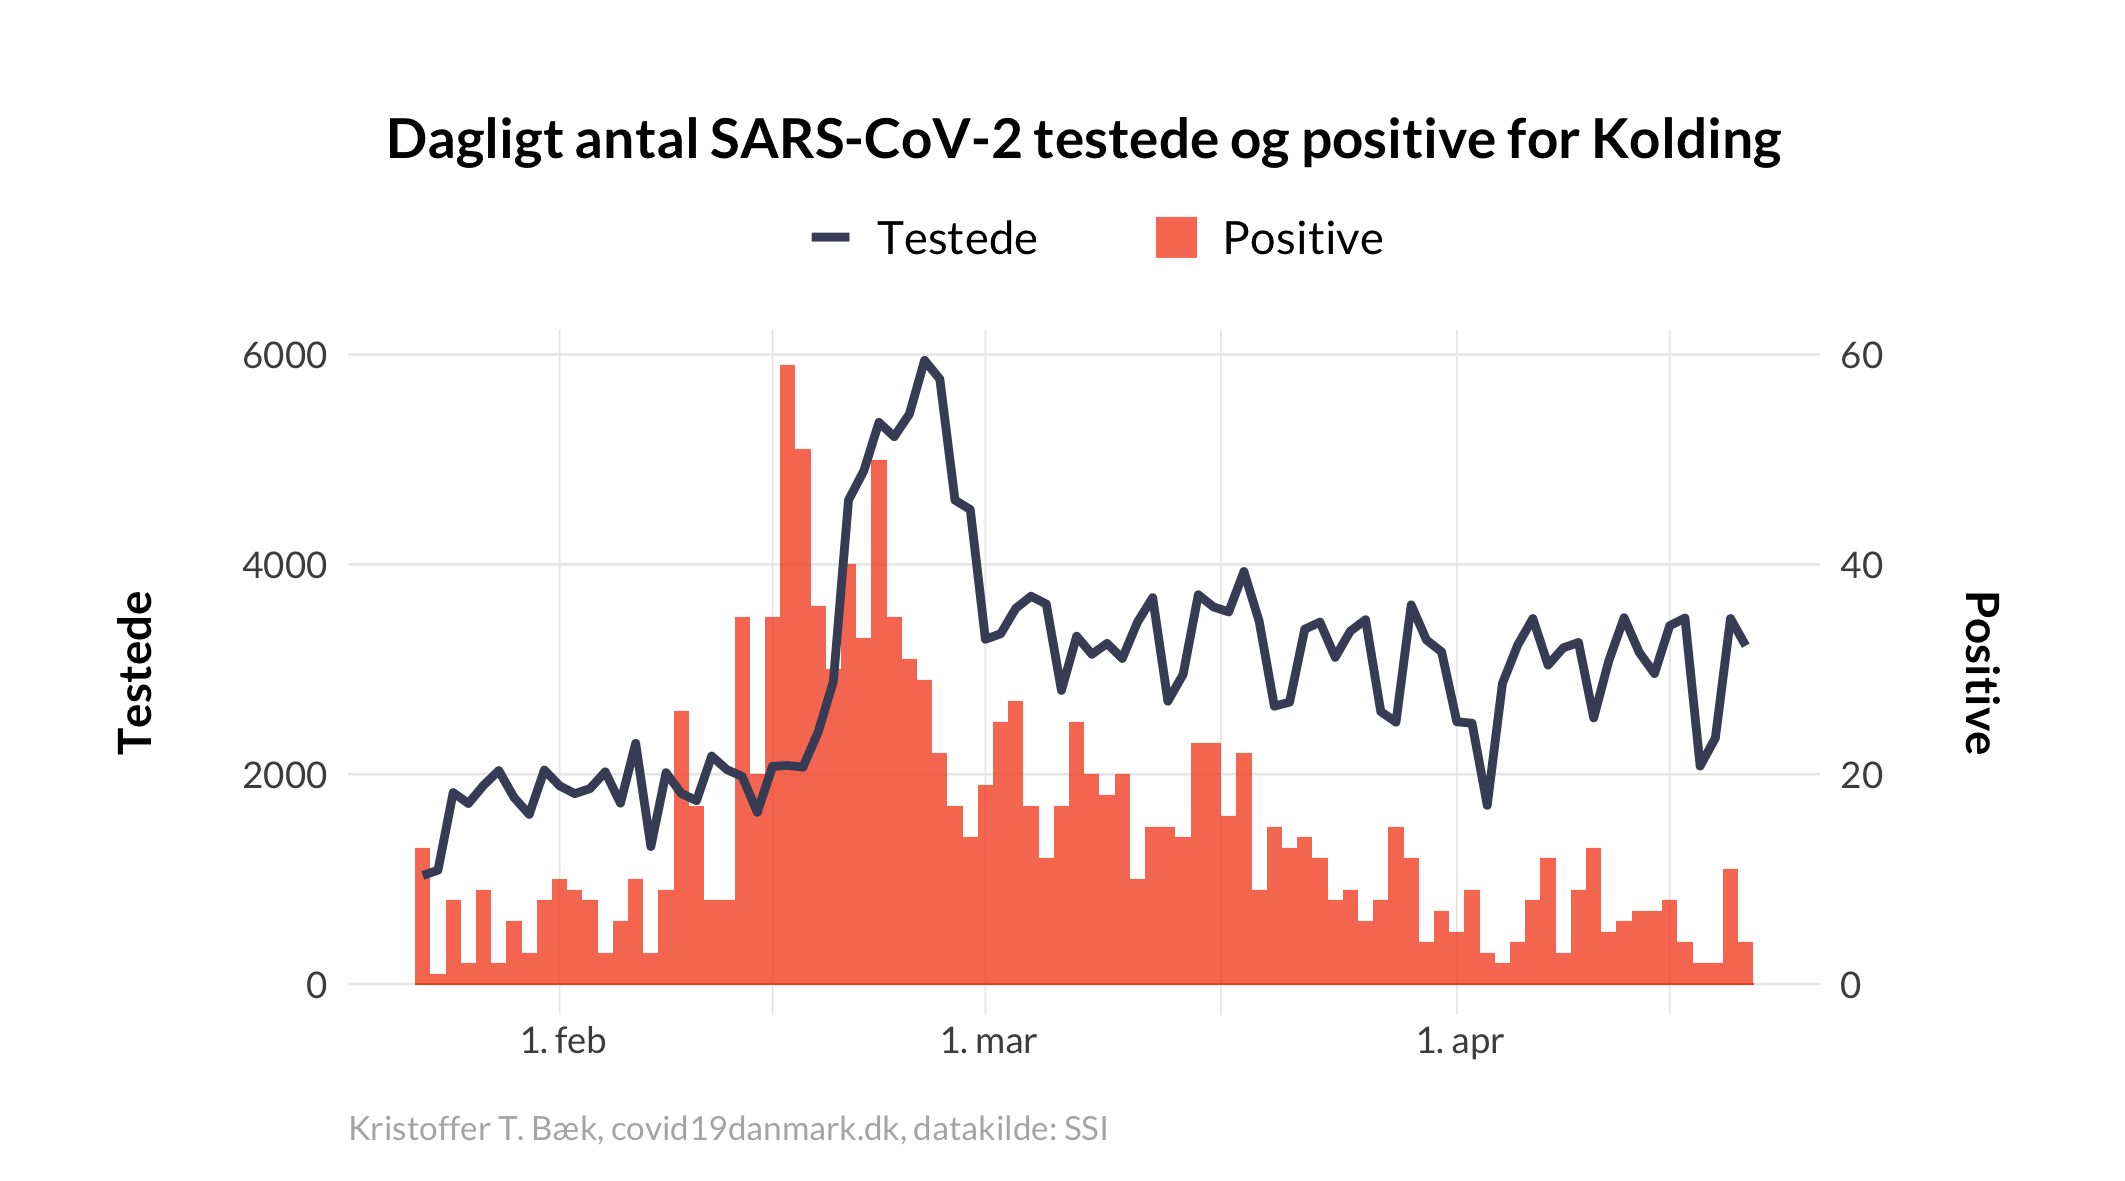 Dagligt antal SARS-CoV-2 testede og positive for Kolding
Testede Positive
6000 60
4000 40
2000 20
0 0
Testede
Positive
1. feb 1. mar 1. apr
Kristoffer T. Bæk, covid19danmark.dk, datakilde: SSI